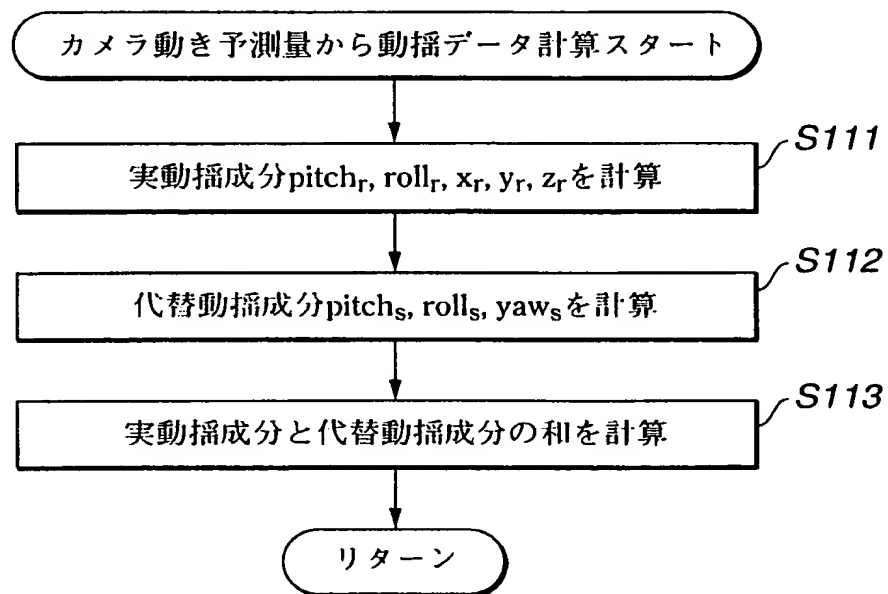 カメラ動き予測量から動揺データ計算スタート
S111
実動揺成分pitchr, rollr, xr, yr, zrを計算
S112
代替動揺成分pitchs, rolls, yawsを計算
S113
実動揺成分と代替動揺成分の和を計算
リターン